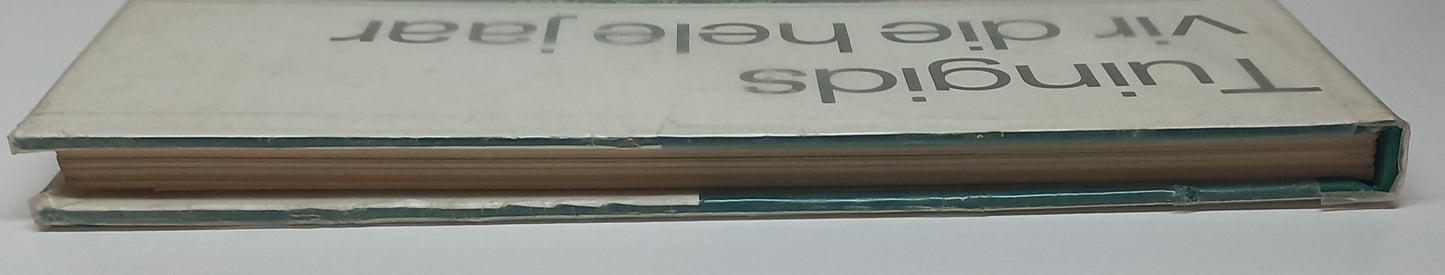 Tuingids
vir die hele jaar